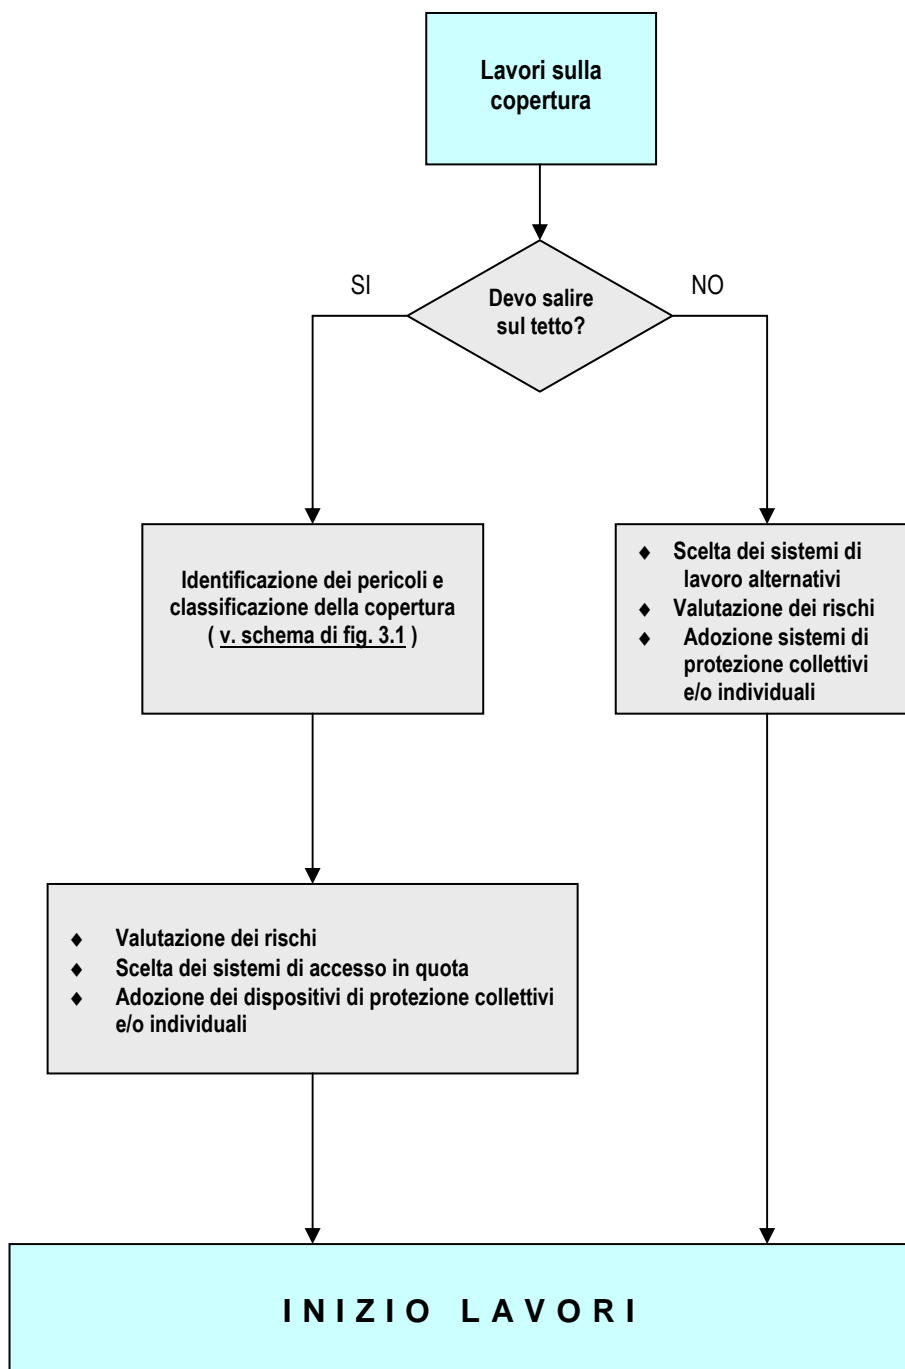 Lavori sulla
copertura
SI
NO
Devo salire
sul tetto?
Identificazione dei pericoli e
classificazione della copertura
( v. schema di fig. 3.1 )
♦ Scelta dei sistemi di
lavoro alternativi
♦ Valutazione dei rischi
♦ Adozione sistemi di
protezione collettivi
e/o individuali
♦ Valutazione dei rischi
♦ Scelta dei sistemi di accesso in quota
♦ Adozione dei dispositivi di protezione collettivi
e/o individuali
INIZIO LAVORI